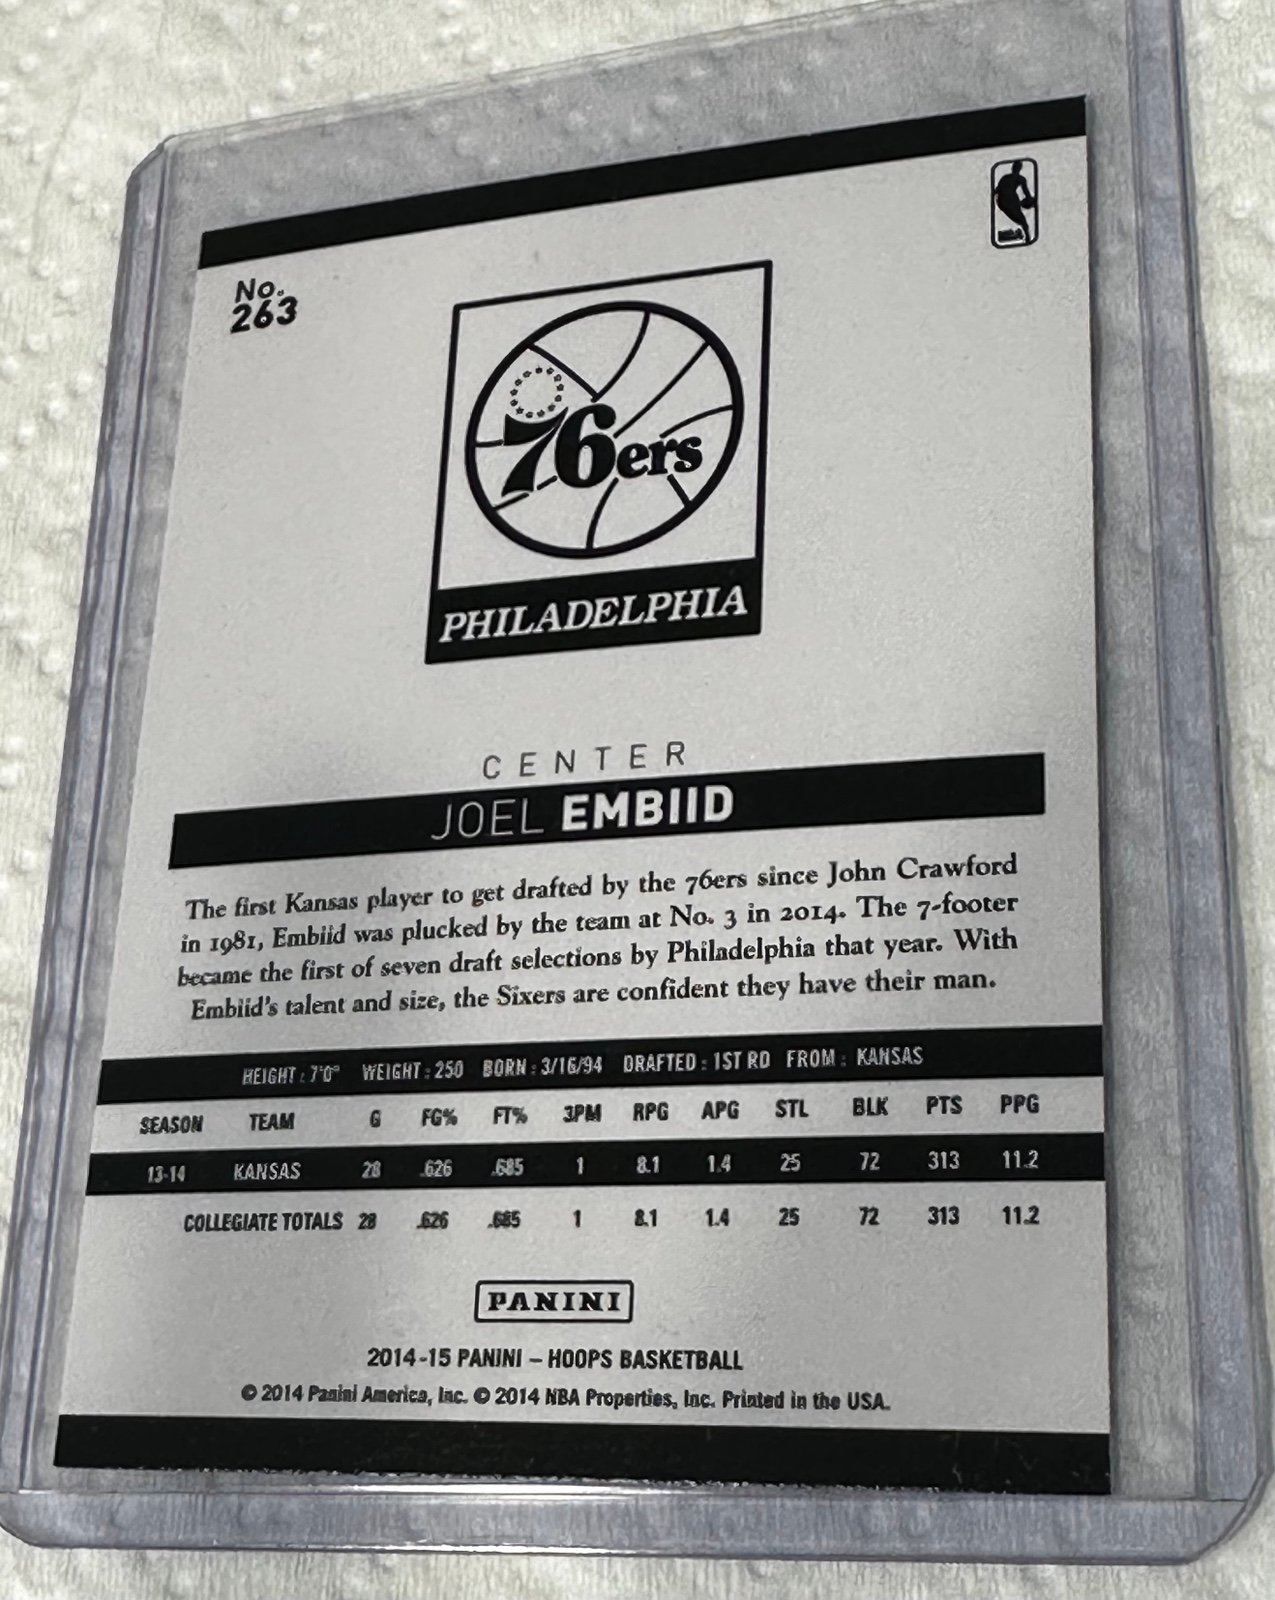 No.
263
NBA
76ers
PHILADELPHIA
CENTER
JOEL EMBIID
The first Kansas player to get drafted by the 76ers since John Crawford
in 1981, Embiid was plucked by the team at No. 3 in 2014. The 7-footer
became the first of seven draft selections by Philadelphia that year. With
Embiid's talent and size, the Sixers are confident they have their man.
HEIGHT : 7'0" WEIGHT : 250 BORN : 3/16/94 DRAFTED : 1ST RD FROM : KANSAS
SEASON TEAM G FG% FT% 3PM RPG APG STL BLK PTS PPG
13-14 KANSAS 28 .626 .685 1 8.1 1.4 25 72 313 11.2
COLLEGIATE TOTALS 28 .626 .685 1 8.1 1.4 25 72 313 11.2
PANINI
2014-15 PANINI – HOOPS BASKETBALL
© 2014 Panini America, Inc. © 2014 NBA Properties, Inc. Printed in the USA.